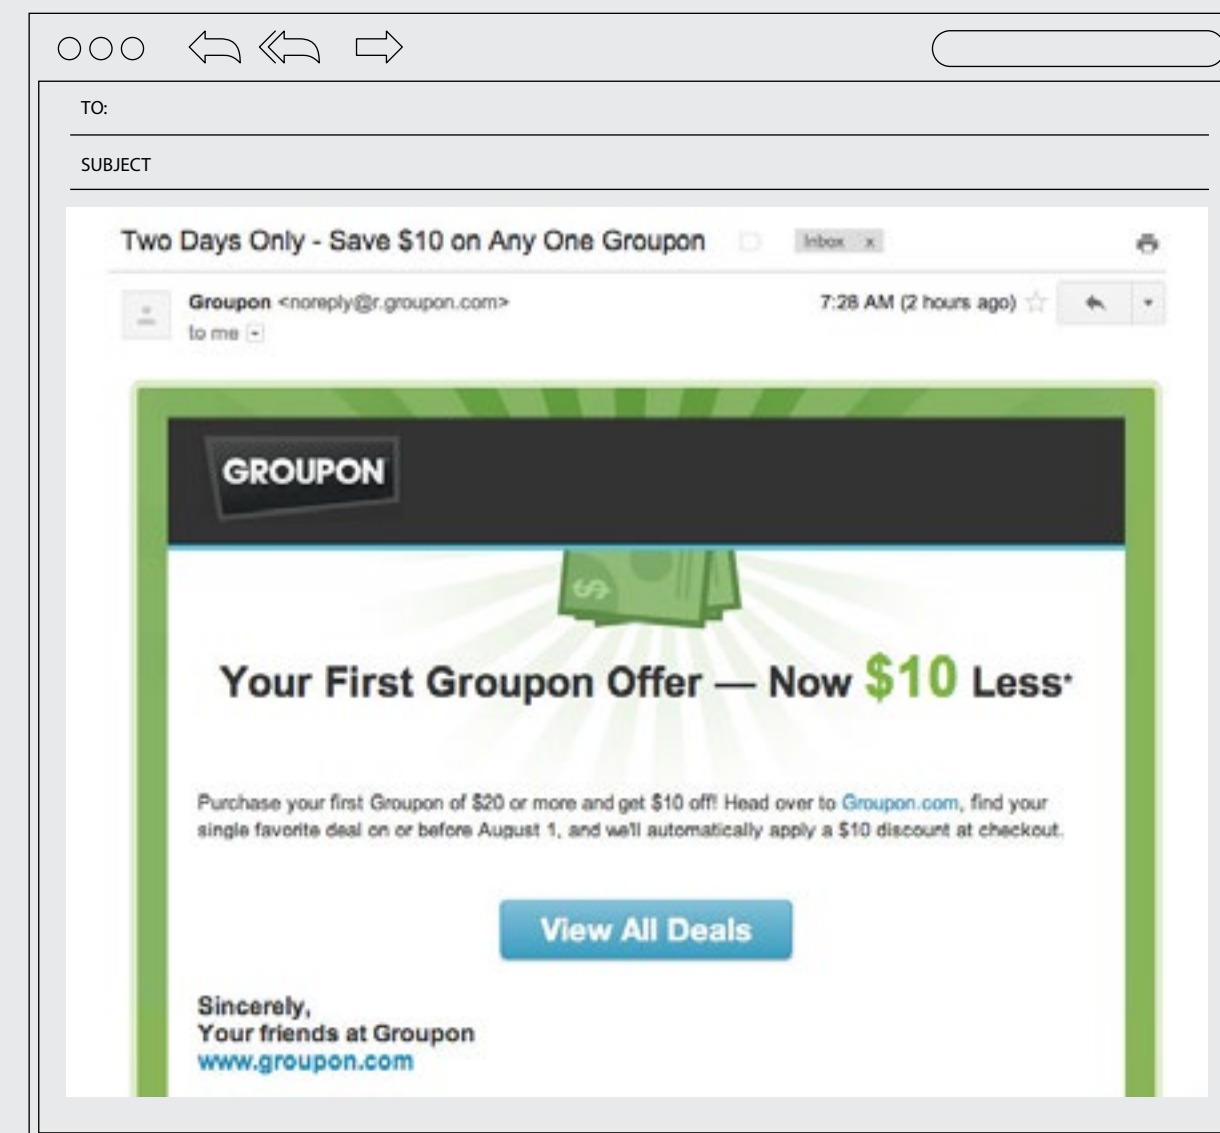 TO:
SUBJECT
Two Days Only - Save $10 on Any One Groupon Inbox x
Groupon <noreply@r.groupon.com> 7:28 AM (2 hours ago)
to me
GROUPON
$
Your First Groupon Offer — Now $10 Less*
Purchase your first Groupon of $20 or more and get $10 off! Head over to Groupon.com, find your
single favorite deal on or before August 1, and we'll automatically apply a $10 discount at checkout.
View All Deals
Sincerely,
Your friends at Groupon
www.groupon.com